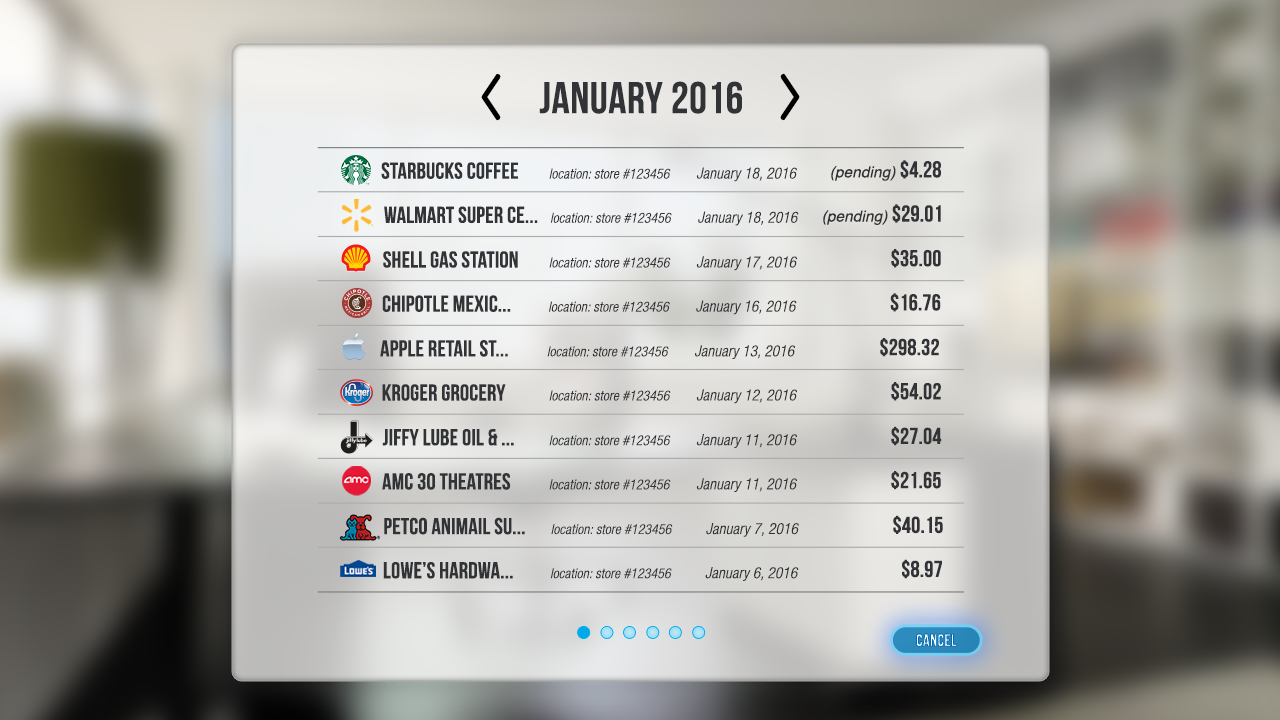 JANUARY 2016
STARBUCKS COFFEE location: store #123456 January 18, 2016 (pending) $4.28
WALMART SUPER CE... location: store #123456 January 18, 2016 (pending) $29.01
SHELL GAS STATION location: store #123456 January 17, 2016 $35.00
CHIPOTLE MEXIC... location: store #123456 January 16, 2016 $16.76
APPLE RETAIL ST... location: store #123456 January 13, 2016 $298.32
Kroger KROGER GROCERY location: store #123456 January 12, 2016 $54.02
JIFFY LUBE OIL & ... location: store #123456 January 11, 2016 $27.04
amc AMC 30 THEATRES location: store #123456 January 11, 2016 $21.65
PETCO ANIMAIL SU... location: store #123456 January 7, 2016 $40.15
LOWE'S LOWE'S HARDWA... location: store #123456 January 6, 2016 $8.97
CANCEL